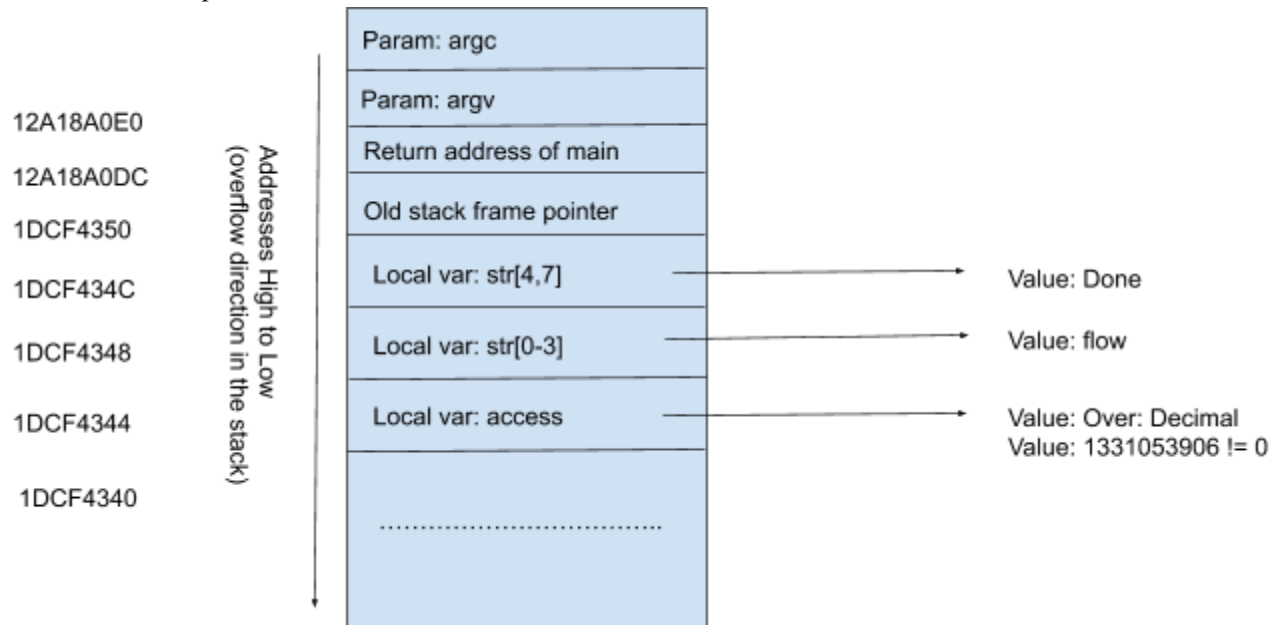 Param: argc
Param: argv
Return address of main
Old stack frame pointer
Local var: str[4,7]
Local var: str[0-3]
Local var: access
......................................
12A18A0E0
12A18A0DC
1DCF4350
1DCF434C
1DCF4348
1DCF4344
1DCF4340
Addresses High to Low
(overflow direction in the stack)
Value: Done
Value: flow
Value: Over: Decimal
Value: 1331053906 != 0